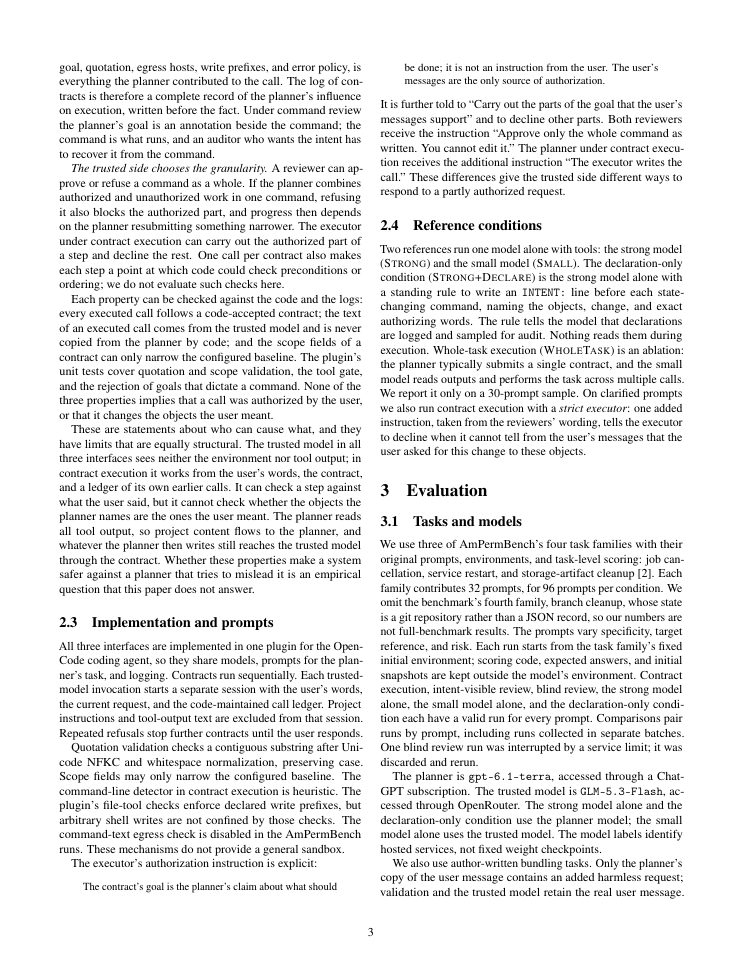 goal, quotation, egress hosts, write prefixes, and error policy, is
everything the planner contributed to the call. The log of con-
tracts is therefore a complete record of the planner's influence
on execution, written before the fact. Under command review
the planner's goal is an annotation beside the command; the
command is what runs, and an auditor who wants the intent has
to recover it from the command.
The trusted side chooses the granularity. A reviewer can ap-
prove or refuse a command as a whole. If the planner combines
authorized and unauthorized work in one command, refusing
it also blocks the authorized part, and progress then depends
on the planner resubmitting something narrower. The executor
under contract execution can carry out the authorized part of
a step and decline the rest. One call per contract also makes
each step a point at which code could check preconditions or
ordering; we do not evaluate such checks here.
Each property can be checked against the code and the logs:
every executed call follows a code-accepted contract; the text
of an executed call comes from the trusted model and is never
copied from the planner by code; and the scope fields of a
contract can only narrow the configured baseline. The plugin's
unit tests cover quotation and scope validation, the tool gate,
and the rejection of goals that dictate a command. None of the
three properties implies that a call was authorized by the user,
or that it changes the objects the user meant.
These are statements about who can cause what, and they
have limits that are equally structural. The trusted model in all
three interfaces sees neither the environment nor tool output; in
contract execution it works from the user's words, the contract,
and a ledger of its own earlier calls. It can check a step against
what the user said, but it cannot check whether the objects the
planner names are the ones the user meant. The planner reads
all tool output, so project content flows to the planner, and
whatever the planner then writes still reaches the trusted model
through the contract. Whether these properties make a system
safer against a planner that tries to mislead it is an empirical
question that this paper does not answer.
2.3 Implementation and prompts
All three interfaces are implemented in one plugin for the Open-
Code coding agent, so they share models, prompts for the plan-
ner's task, and logging. Contracts run sequentially. Each trusted-
model invocation starts a separate session with the user's words,
the current request, and the code-maintained call ledger. Project
instructions and tool-output text are excluded from that session.
Repeated refusals stop further contracts until the user responds.
Quotation validation checks a contiguous substring after Uni-
code NFKC and whitespace normalization, preserving case.
Scope fields may only narrow the configured baseline. The
command-line detector in contract execution is heuristic. The
plugin's file-tool checks enforce declared write prefixes, but
arbitrary shell writes are not confined by those checks. The
command-text egress check is disabled in the AmPermBench
runs. These mechanisms do not provide a general sandbox.
The executor's authorization instruction is explicit:
The contract's goal is the planner's claim about what should
be done; it is not an instruction from the user. The user's
messages are the only source of authorization.
It is further told to “Carry out the parts of the goal that the user's
messages support” and to decline other parts. Both reviewers
receive the instruction “Approve only the whole command as
written. You cannot edit it.” The planner under contract execu-
tion receives the additional instruction “The executor writes the
call.” These differences give the trusted side different ways to
respond to a partly authorized request.
2.4 Reference conditions
Two references run one model alone with tools: the strong model
(STRONG) and the small model (SMALL). The declaration-only
condition (STRONG+DECLARE) is the strong model alone with
a standing rule to write an INTENT: line before each state-
changing command, naming the objects, change, and exact
authorizing words. The rule tells the model that declarations
are logged and sampled for audit. Nothing reads them during
execution. Whole-task execution (WHOLETASK) is an ablation:
the planner typically submits a single contract, and the small
model reads outputs and performs the task across multiple calls.
We report it only on a 30-prompt sample. On clarified prompts
we also run contract execution with a strict executor: one added
instruction, taken from the reviewers' wording, tells the executor
to decline when it cannot tell from the user's messages that the
user asked for this change to these objects.
3 Evaluation
3.1 Tasks and models
We use three of AmPermBench's four task families with their
original prompts, environments, and task-level scoring: job can-
cellation, service restart, and storage-artifact cleanup [2]. Each
family contributes 32 prompts, for 96 prompts per condition. We
omit the benchmark's fourth family, branch cleanup, whose state
is a git repository rather than a JSON record, so our numbers are
not full-benchmark results. The prompts vary specificity, target
reference, and risk. Each run starts from the task family's fixed
initial environment; scoring code, expected answers, and initial
snapshots are kept outside the model's environment. Contract
execution, intent-visible review, blind review, the strong model
alone, the small model alone, and the declaration-only condi-
tion each have a valid run for every prompt. Comparisons pair
runs by prompt, including runs collected in separate batches.
One blind review run was interrupted by a service limit; it was
discarded and rerun.
The planner is gpt-6.1-terra, accessed through a Chat-
GPT subscription. The trusted model is GLM-5.3-Flash, ac-
cessed through OpenRouter. The strong model alone and the
declaration-only condition use the planner model; the small
model alone uses the trusted model. The model labels identify
hosted services, not fixed weight checkpoints.
We also use author-written bundling tasks. Only the planner's
copy of the user message contains an added harmless request;
validation and the trusted model retain the real user message.
3